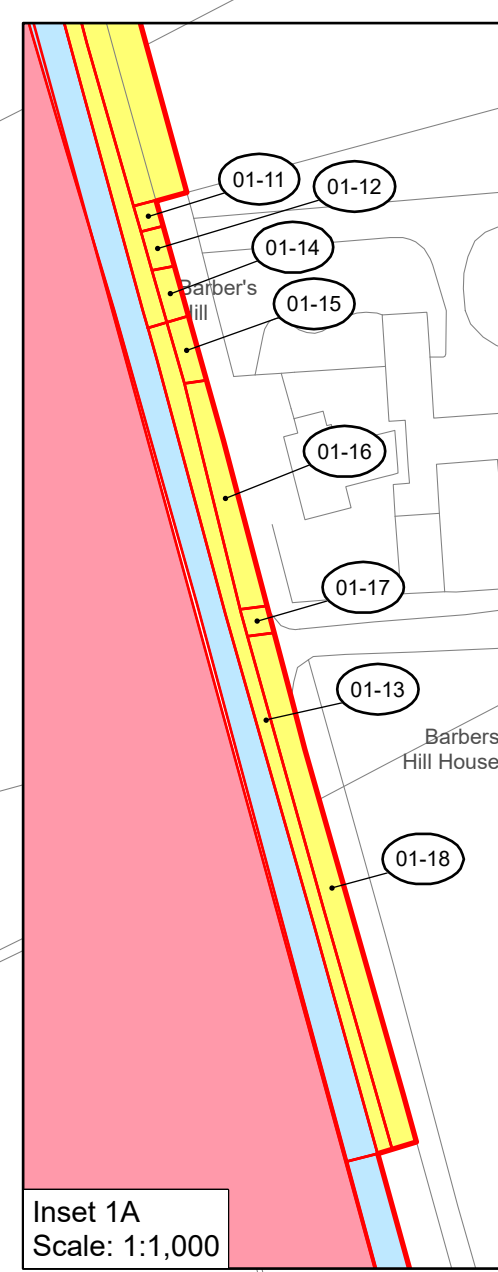 01-11
01-12
01-14
Barber's
Hill
01-15
01-16
01-17
01-13
Barbers
Hill House
01-18
Inset 1A
Scale: 1:1,000